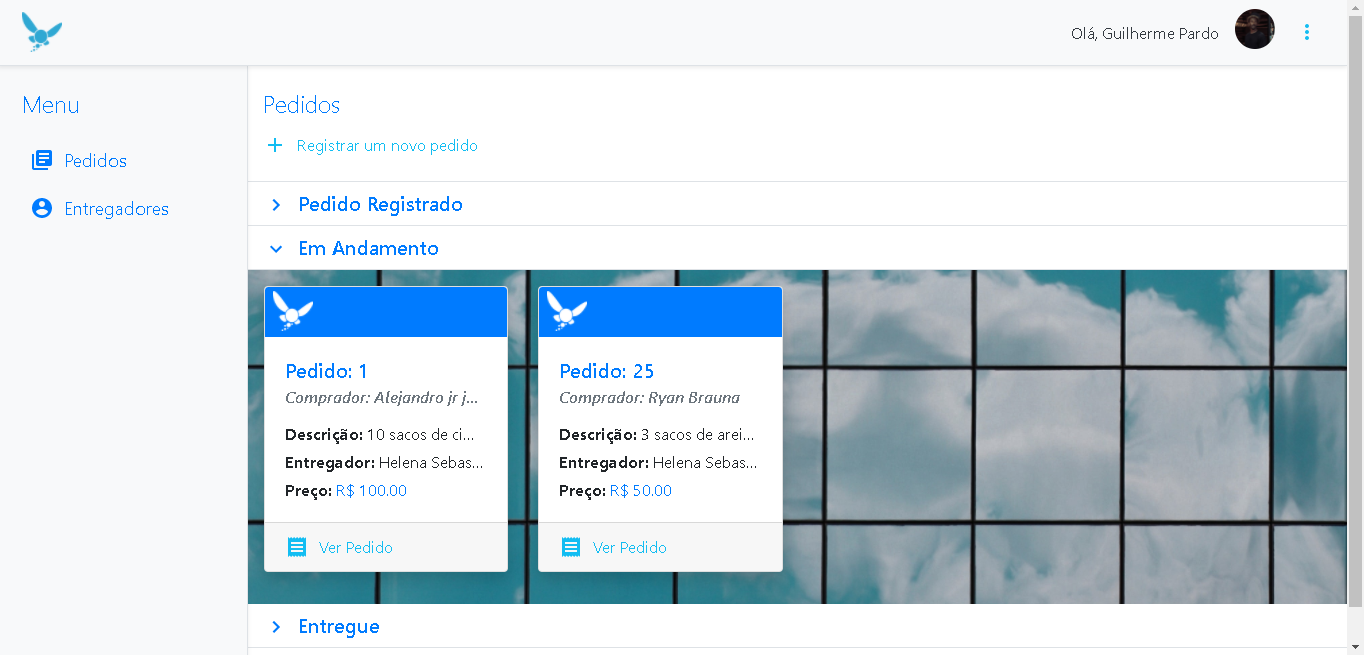 Olá, Guilherme Pardo
Menu
Pedidos
Entregadores
Pedidos
Registrar um novo pedido
Pedido Registrado
Em Andamento
Pedido: 1
Comprador: Alejandro jr j...
Descrição: 10 sacos de ci...
Entregador: Helena Sebas...
Preço: R$ 100.00
Ver Pedido
Pedido: 25
Comprador: Ryan Brauna
Descrição: 3 sacos de arei...
Entregador: Helena Sebas...
Preço: R$ 50.00
Ver Pedido
Entregue